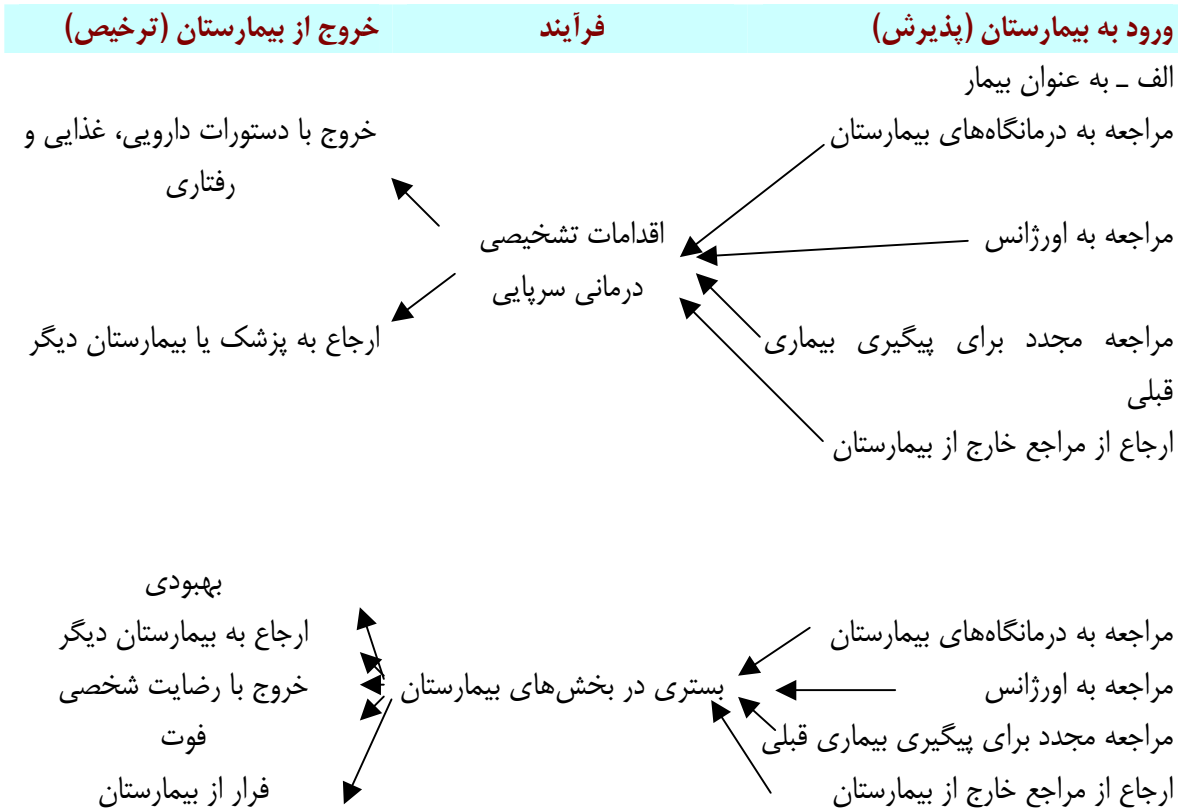 ورود به بیمارستان (پذیرش) فرآیند خروج از بیمارستان (ترخیص)
الف ـ به عنوان بیمار
مراجعه به درمانگاه‌های بیمارستان
مراجعه به اورژانس
مراجعه مجدد برای پیگیری بیماری
قبلی
ارجاع از مراجع خارج از بیمارستان
اقدامات تشخیصی
درمانی سرپایی
خروج با دستورات دارویی، غذایی و
رفتاری
ارجاع به پزشک یا بیمارستان دیگر
مراجعه به درمانگاه‌های بیمارستان
مراجعه به اورژانس
مراجعه مجدد برای پیگیری بیماری قبلی
ارجاع از مراجع خارج از بیمارستان
بستری در بخش‌های بیمارستان
بهبودی
ارجاع به بیمارستان دیگر
خروج با رضایت شخصی
فوت
فرار از بیمارستان